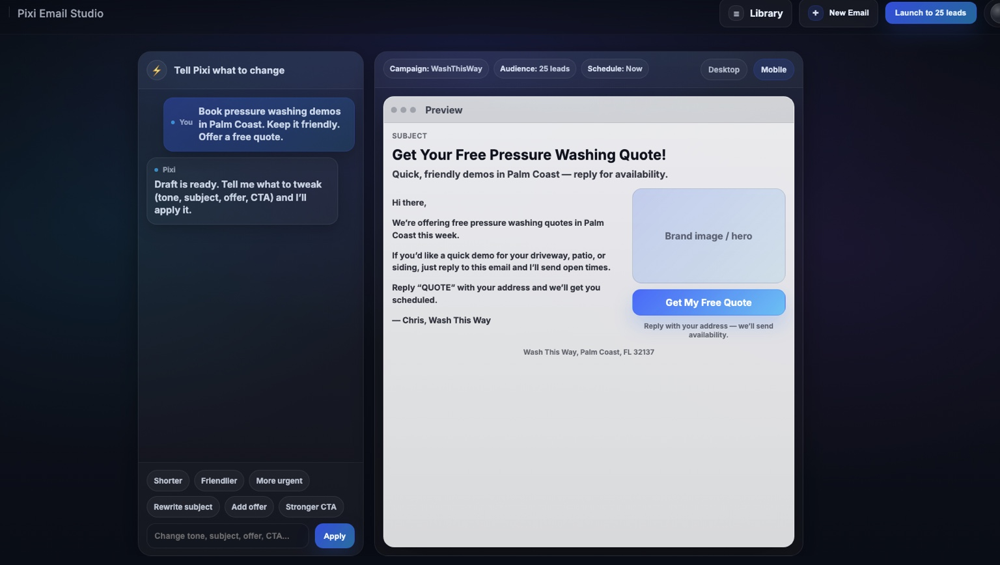 Pixi Email Studio
≡ Library
+ New Email
Launch to 25 leads
⚡ Tell Pixi what to change
You
Book pressure washing demos
in Palm Coast. Keep it friendly.
Offer a free quote.
Pixi
Draft is ready. Tell me what to tweak
(tone, subject, offer, CTA) and I’ll
apply it.
Shorter
Friendlier
More urgent
Rewrite subject
Add offer
Stronger CTA
Change tone, subject, offer, CTA...
Apply
Campaign: WashThisWay
Audience: 25 leads
Schedule: Now
Desktop
Mobile
Preview
SUBJECT
Get Your Free Pressure Washing Quote!
Quick, friendly demos in Palm Coast — reply for availability.
Hi there,
We’re offering free pressure washing quotes in Palm
Coast this week.
If you’d like a quick demo for your driveway, patio, or
siding, just reply to this email and I’ll send open times.
Reply “QUOTE” with your address and we’ll get you
scheduled.
— Chris, Wash This Way
Brand image / hero
Get My Free Quote
Reply with your address — we’ll send
availability.
Wash This Way, Palm Coast, FL 32137